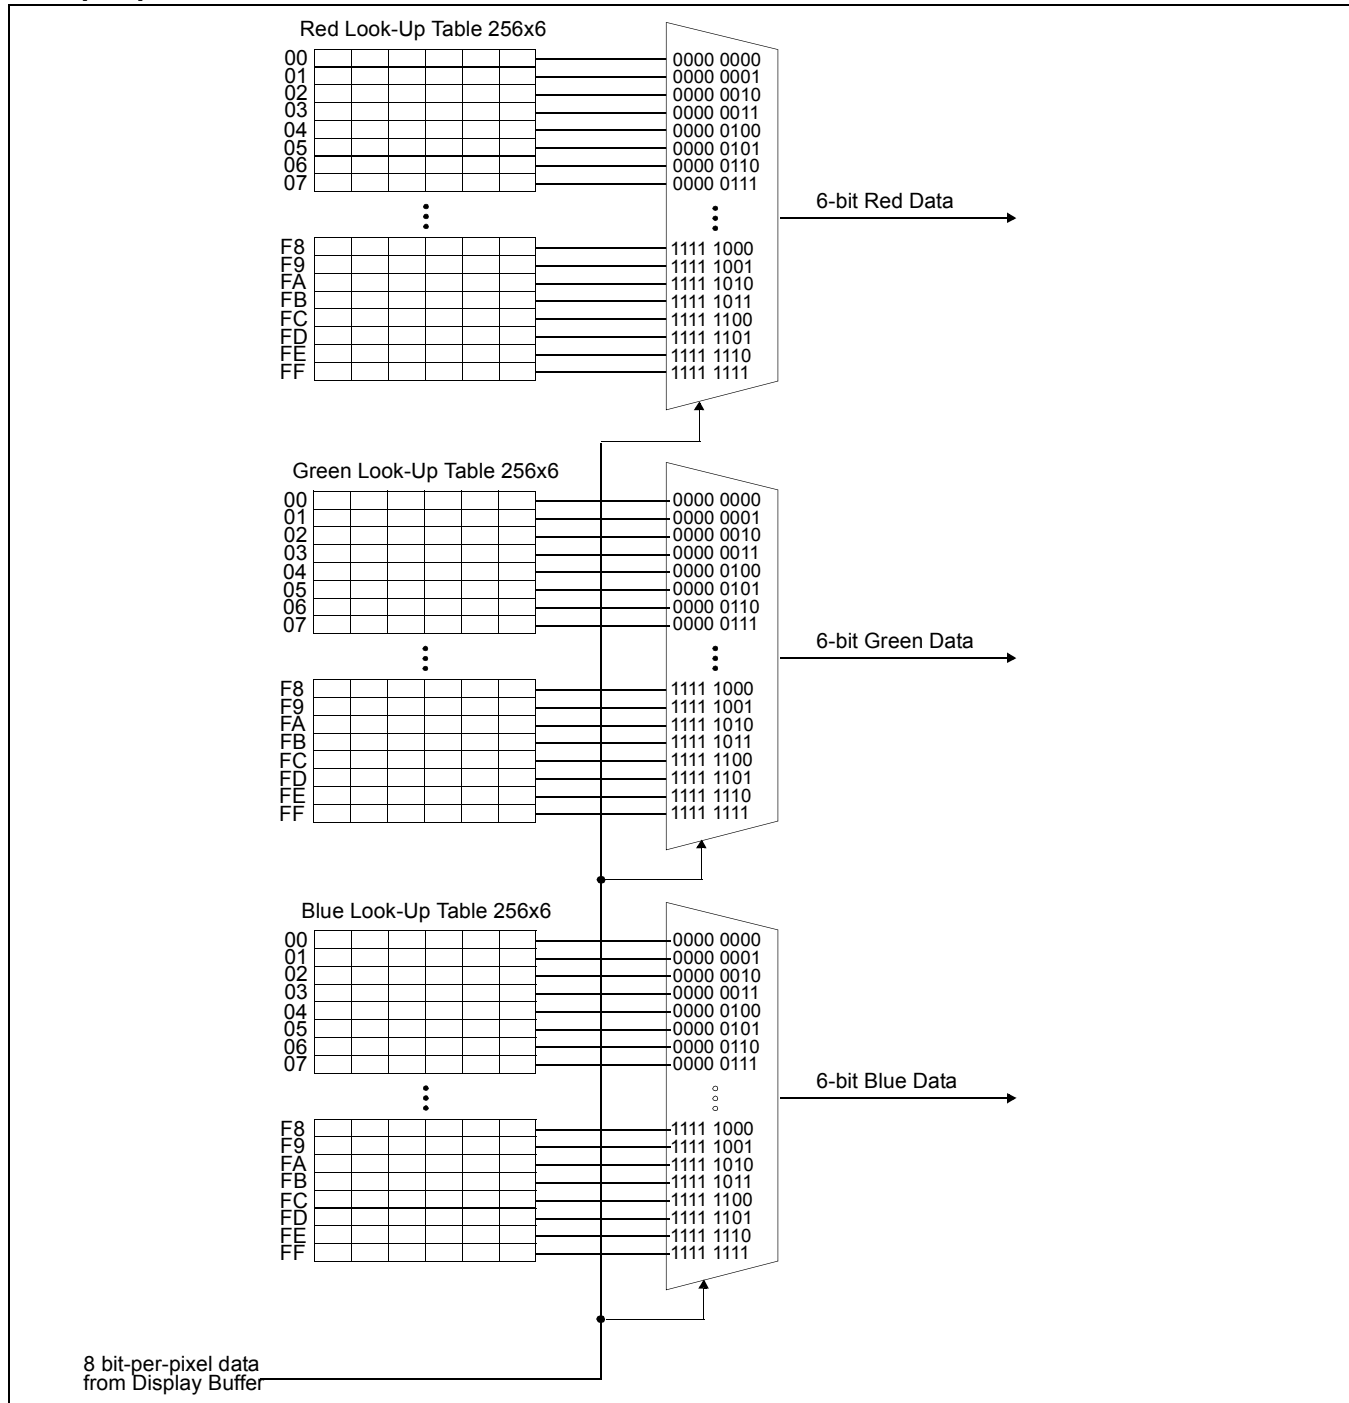 Red Look-Up Table 256x6
00 0000 0000
01 0000 0001
02 0000 0010
03 0000 0011
04 0000 0100
05 0000 0101
06 0000 0110
07 0000 0111
6-bit Red Data
F8 1111 1000
F9 1111 1001
FA 1111 1010
FB 1111 1011
FC 1111 1100
FD 1111 1101
FE 1111 1110
FF 1111 1111
Green Look-Up Table 256x6
00 0000 0000
01 0000 0001
02 0000 0010
03 0000 0011
04 0000 0100
05 0000 0101
06 0000 0110
07 0000 0111
6-bit Green Data
F8 1111 1000
F9 1111 1001
FA 1111 1010
FB 1111 1011
FC 1111 1100
FD 1111 1101
FE 1111 1110
FF 1111 1111
Blue Look-Up Table 256x6
00 0000 0000
01 0000 0001
02 0000 0010
03 0000 0011
04 0000 0100
05 0000 0101
06 0000 0110
07 0000 0111
6-bit Blue Data
F8 1111 1000
F9 1111 1001
FA 1111 1010
FB 1111 1011
FC 1111 1100
FD 1111 1101
FE 1111 1110
FF 1111 1111
8 bit-per-pixel data
from Display Buffer